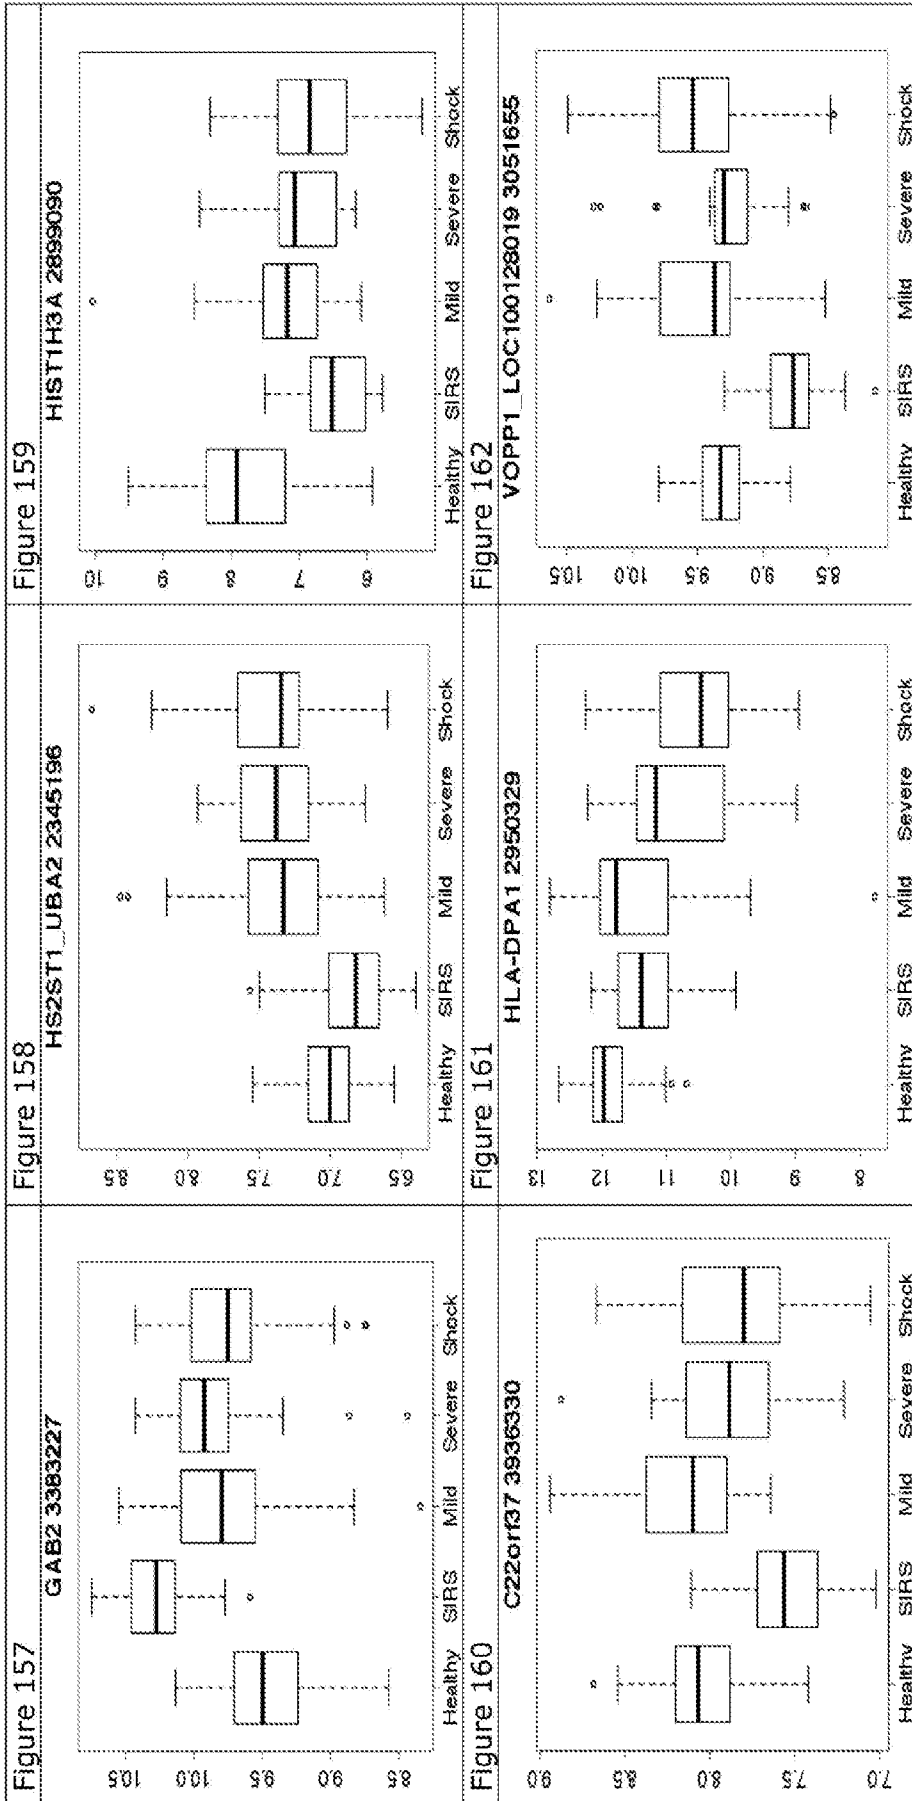 Figure 157
GAB2 3383227
10.5
10.0
9.5
9.0
8.5
Healthy SIRS Mild Severe Shock
Figure 158
HS2ST1_UBA2 2345196
8.5
8.0
7.5
7.0
6.5
Healthy SIRS Mild Severe Shock
Figure 159
HIST1H3A 2899090
10
9
8
7
6
Healthy SIRS Mild Severe Shock
Figure 160
C22orf37 3936330
9.0
8.5
8.0
7.5
7.0
Healthy SIRS Mild Severe Shock
Figure 161
HLA-DPA1 2950329
13
12
11
10
9
8
Healthy SIRS Mild Severe Shock
Figure 162
VOPP1_LOC100128019 3051655
10.5
10.0
9.5
9.0
8.5
Healthy SIRS Mild Severe Shock